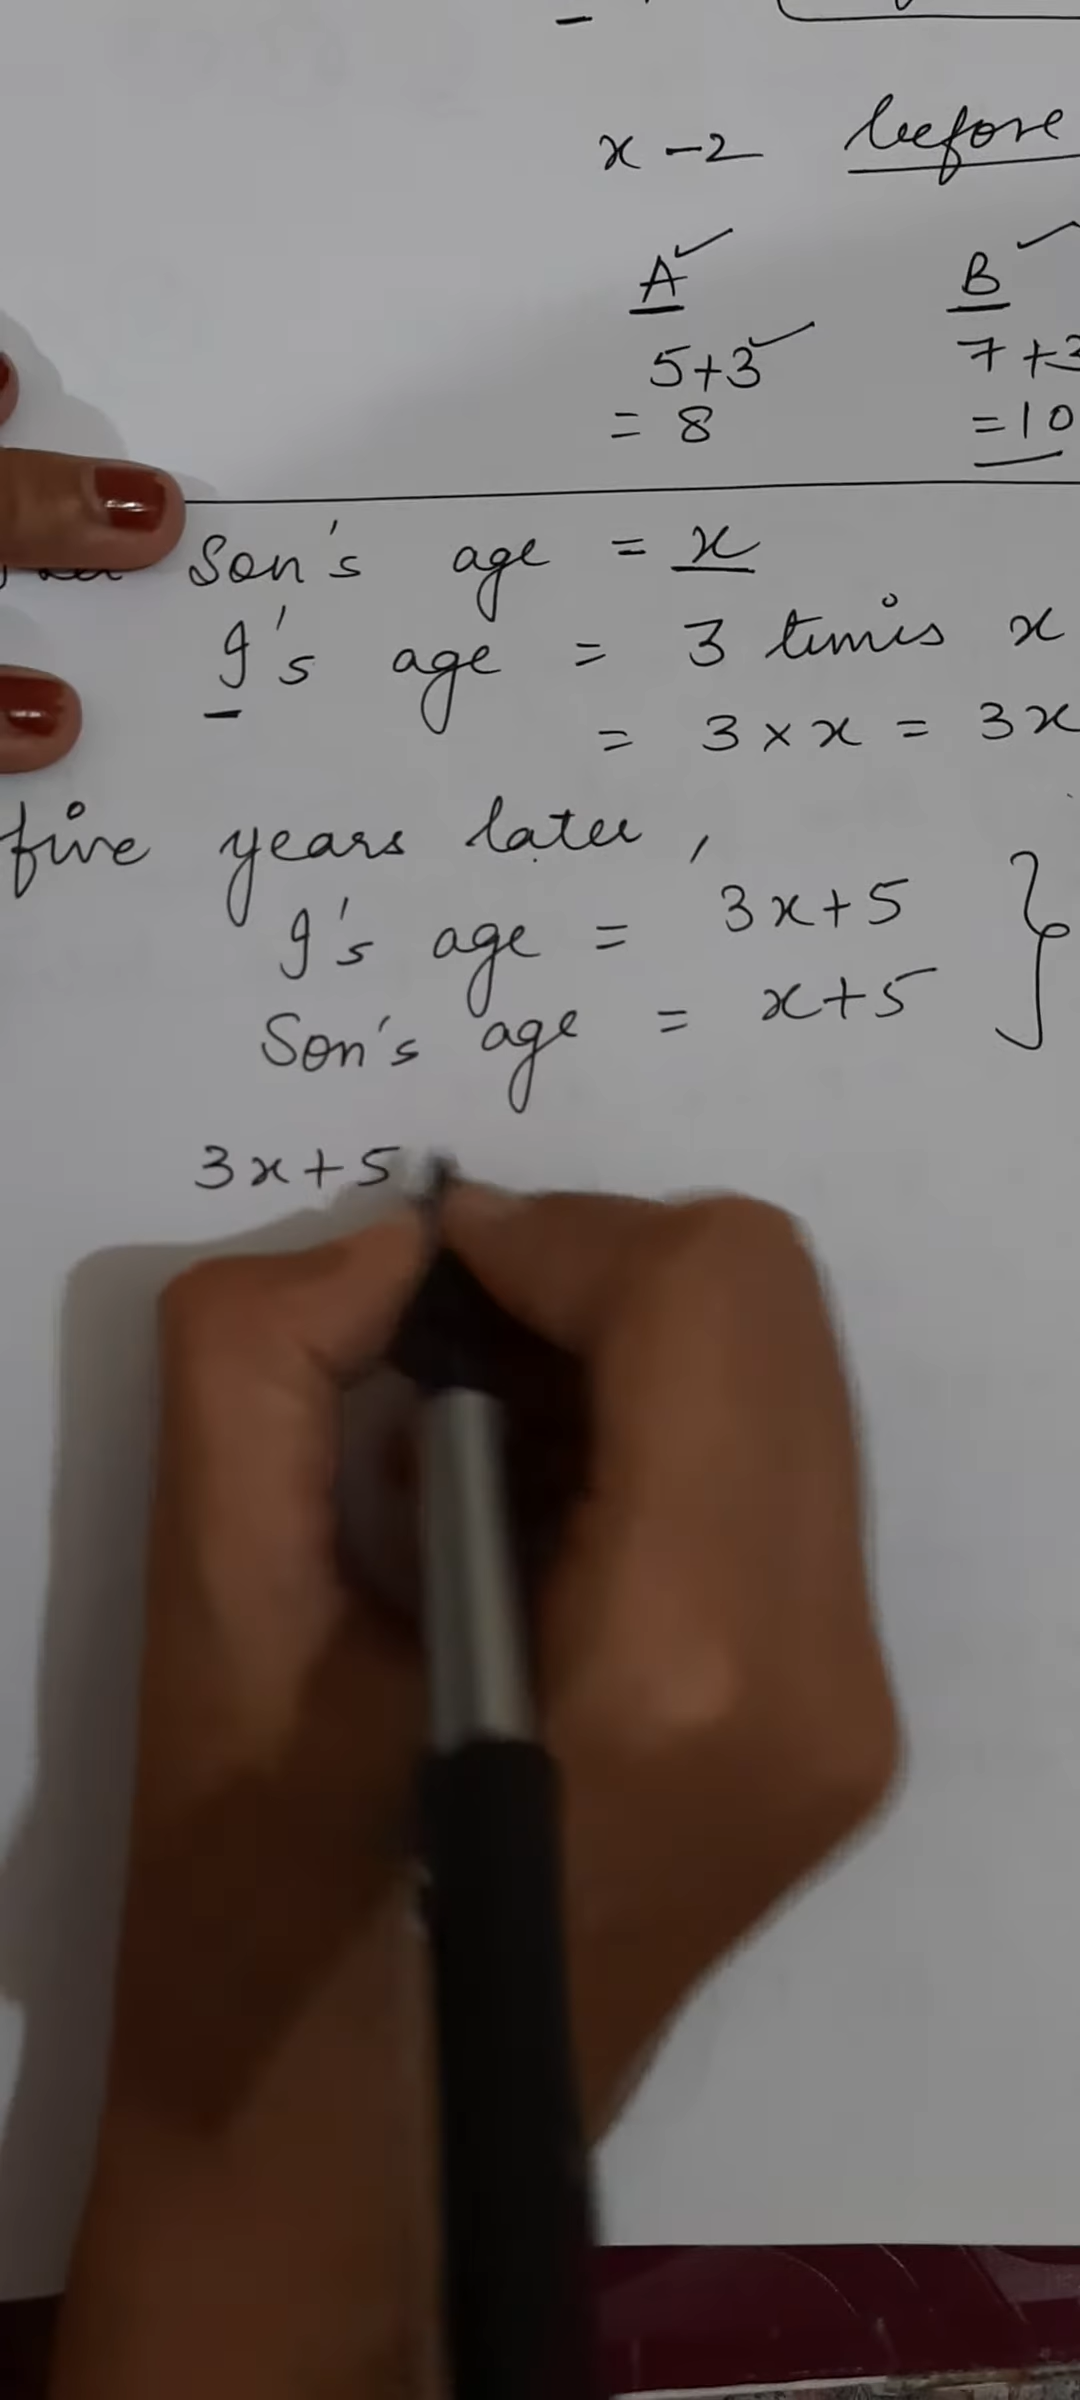 x - 2 before
A B
5+3 7+3
= 8 =10
Son's age = x
g's age = 3 times x
= 3 × x = 3x
five years later,
g's age = 3x+5 }
Son's age = x+5
3x+5